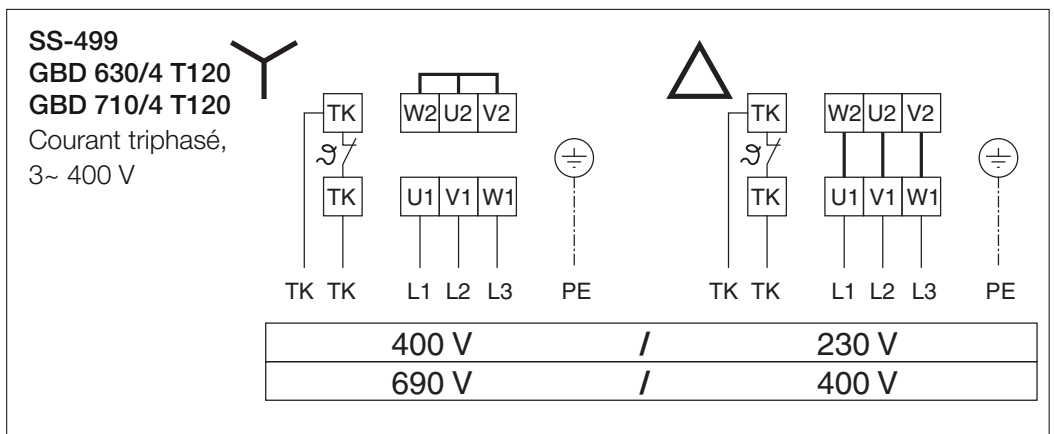 SS-499
GBD 630/4 T120
GBD 710/4 T120
Courant triphasé,
3~ 400 V
TK W2 U2 V2 TK W2 U2 V2
ϑ ϑ
TK U1 V1 W1 TK U1 V1 W1
TK TK L1 L2 L3 PE TK TK L1 L2 L3 PE
400 V / 230 V
690 V / 400 V